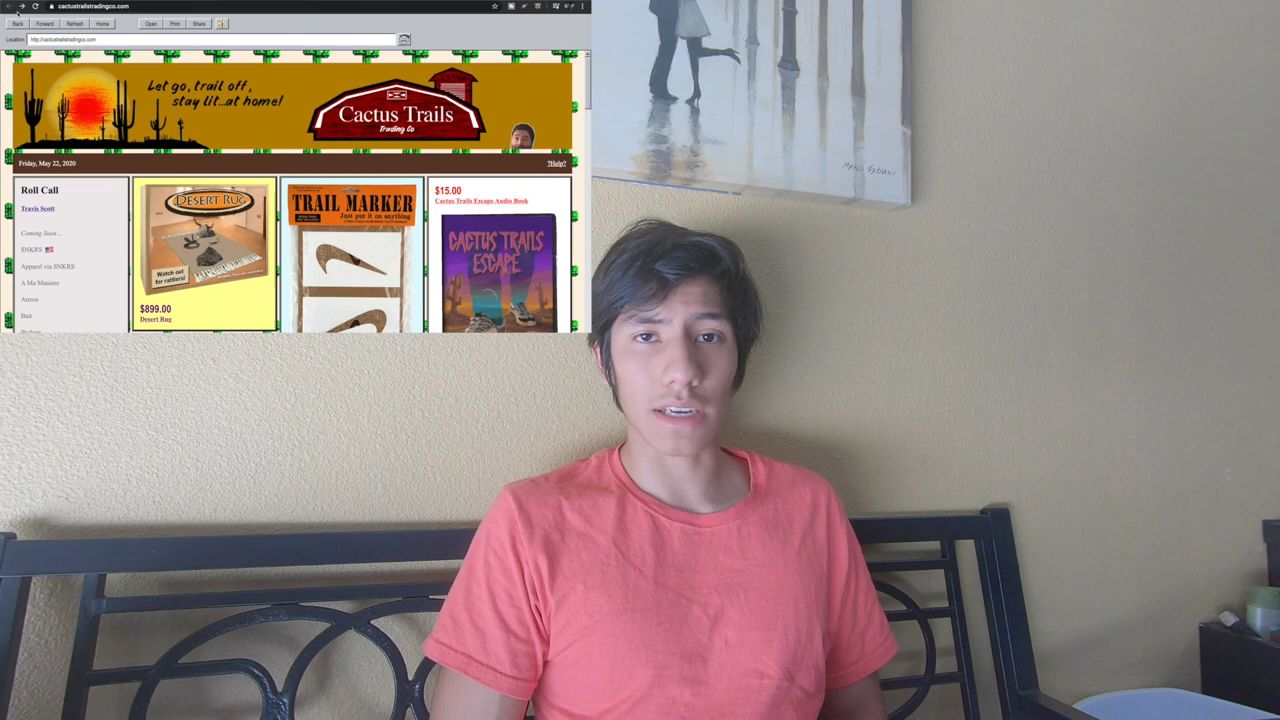 cactustrailstradingco.com
Back Forward Refresh Home Open Print Share
Location: http://cactustrailstradingco.com
Let go, trail off,
stay lit...at home!
Cactus Trails
Trading Co
Friday, May 22, 2020 ?Help?
Roll Call
Travis Scott
Coming Soon...
SNKRS
Apparel via SNKRS
A Ma Maniere
Atmos
Bait
DESERT RUG
Watch out
for rattlers!
$899.00
Desert Rug
TRAIL MARKER
Just put it on anything
$15.00
Cactus Trails Escape Audio Book
CACTUS TRAILS
ESCAPE